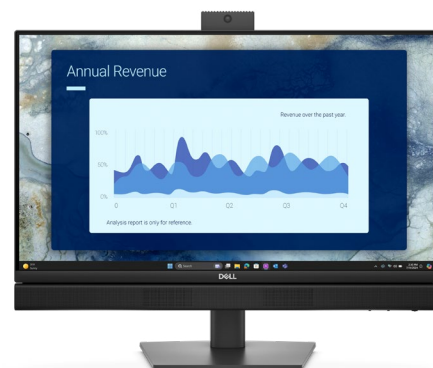 Annual Revenue
Revenue over the past year.
100%
50%
0%
0 Q1 Q2 Q3 Q4
Analysis report is only for reference.
Search
DELL